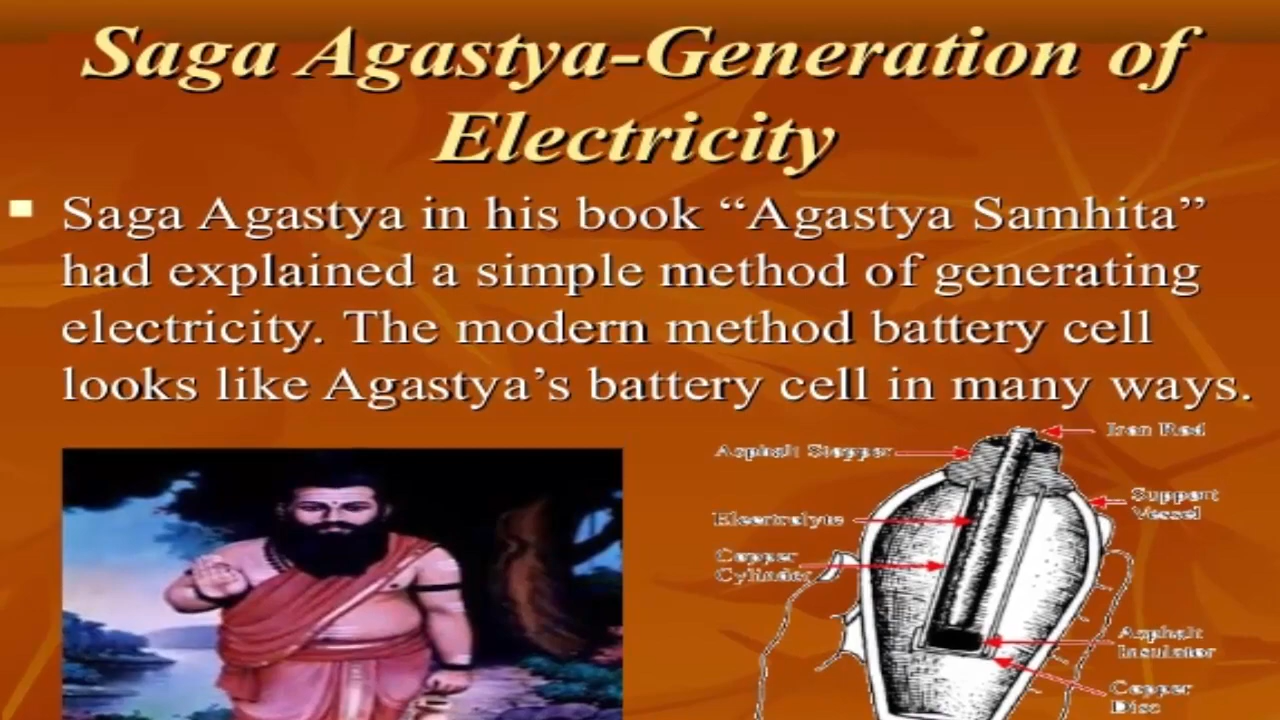 Saga Agastya-Generation of
Electricity
Saga Agastya in his book “Agastya Samhita”
had explained a simple method of generating
electricity. The modern method battery cell
looks like Agastya’s battery cell in many ways.
Iron Rod
Asphalt Stopper
Support
Vessel
Electrolyte
Copper
Cylinder
Asphalt
Insulator
Copper
Disc